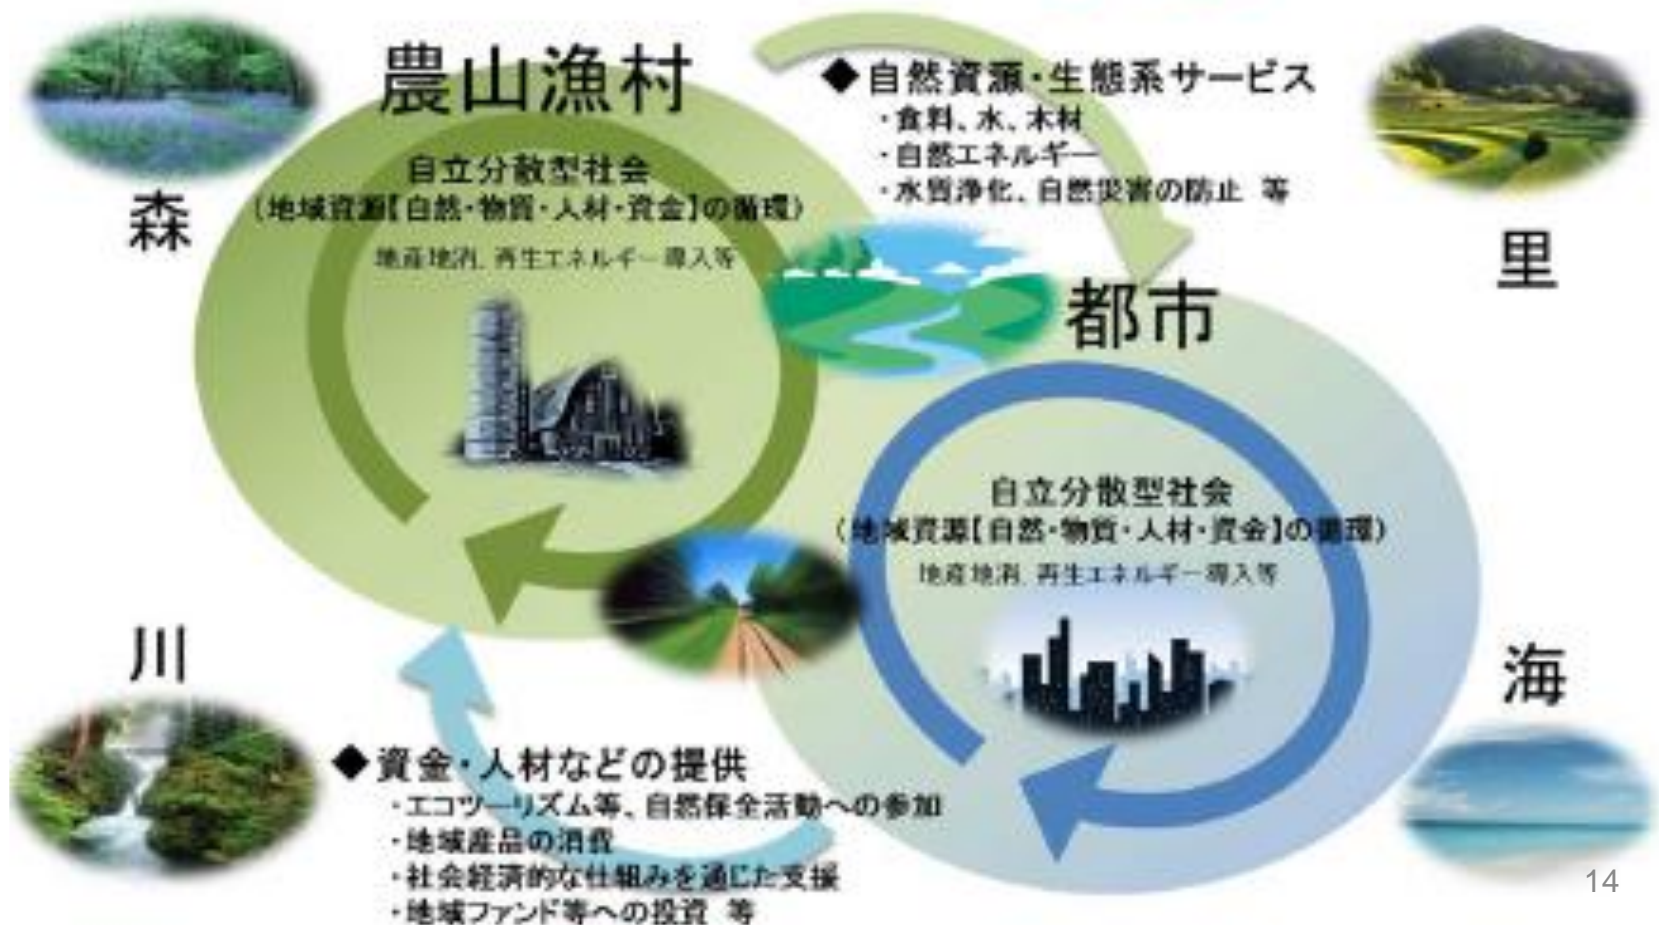 農山漁村
自立分散型社会
（地域資源【自然・物質・人材・資金】の循環）
地産地消、再生エネルギー導入等
◆自然資源・生態系サービス
・食料、水、木材
・自然エネルギー
・水質浄化、自然災害の防止 等
森
里
都市
自立分散型社会
（地域資源【自然・物質・人材・資金】の循環）
地産地消、再生エネルギー導入等
川
海
◆資金・人材などの提供
・エコツーリズム等、自然保全活動への参加
・地域産品の消費
・社会経済的な仕組みを通じた支援
・地域ファンド等への投資 等
14